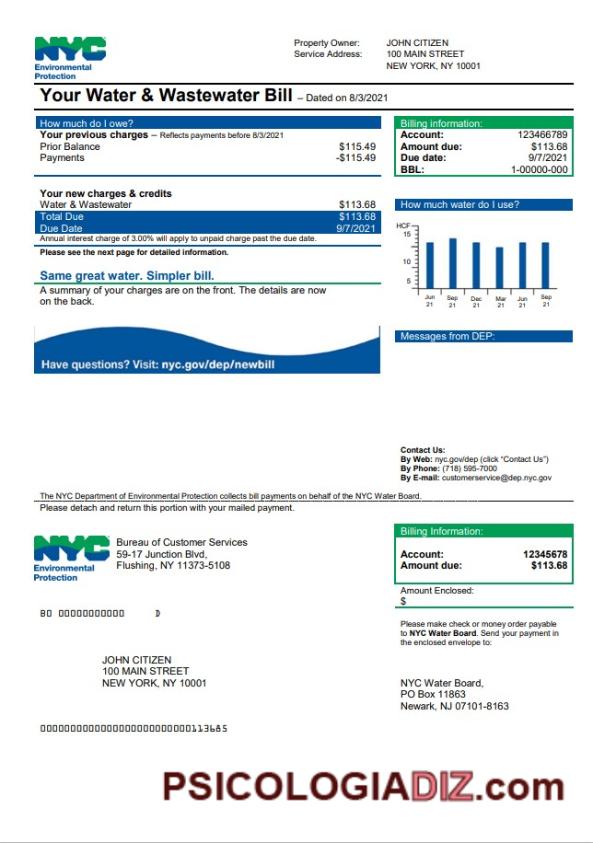 NYC
Environmental
Protection
Property Owner: JOHN CITIZEN
Service Address: 100 MAIN STREET
NEW YORK, NY 10001
Your Water & Wastewater Bill – Dated on 8/3/2021
How much do I owe?
Your previous charges – Reflects payments before 8/3/2021
Prior Balance $115.49
Payments -$115.49
Your new charges & credits
Water & Wastewater $113.68
Total Due $113.68
Due Date 9/7/2021
Annual interest charge of 3.00% will apply to unpaid charge past the due date.
Please see the next page for detailed information.
Same great water. Simpler bill.
A summary of your charges are on the front. The details are now
on the back.
Have questions? Visit: nyc.gov/dep/newbill
Billing information:
Account: 123466789
Amount due: $113.68
Due date: 9/7/2021
BBL: 1-00000-000
How much water do I use?
HCF
15
10
5
Jun Sep Dec Mar Jun Sep
21 21 21 21 21 21
Messages from DEP:
Contact Us:
By Web: nyc.gov/dep (click “Contact Us”)
By Phone: (718) 595-7000
By E-mail: customerservice@dep.nyc.gov
The NYC Department of Environmental Protection collects bill payments on behalf of the NYC Water Board.
Please detach and return this portion with your mailed payment.
NYC
Environmental
Protection
Bureau of Customer Services
59-17 Junction Blvd,
Flushing, NY 11373-5108
Billing Information:
Account: 12345678
Amount due: $113.68
Amount Enclosed:
$
Please make check or money order payable
to NYC Water Board. Send your payment in
the enclosed envelope to:
80 00000000000 D
JOHN CITIZEN
100 MAIN STREET
NEW YORK, NY 10001
NYC Water Board,
PO Box 11863
Newark, NJ 07101-8163
PSICOLOGIADIZ.com